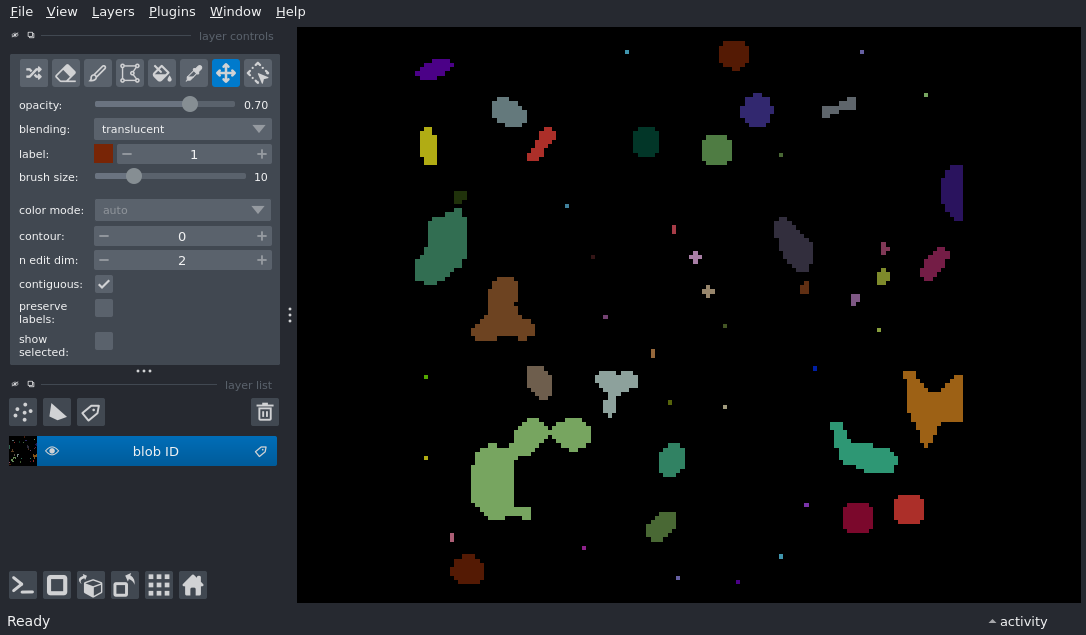 File View Layers Plugins Window Help
layer controls
opacity: 0.70
blending: translucent
label: 1
brush size: 10
color mode: auto
contour: 0
n edit dim: 2
contiguous:
preserve
labels:
show
selected:
layer list
blob ID
Ready activity